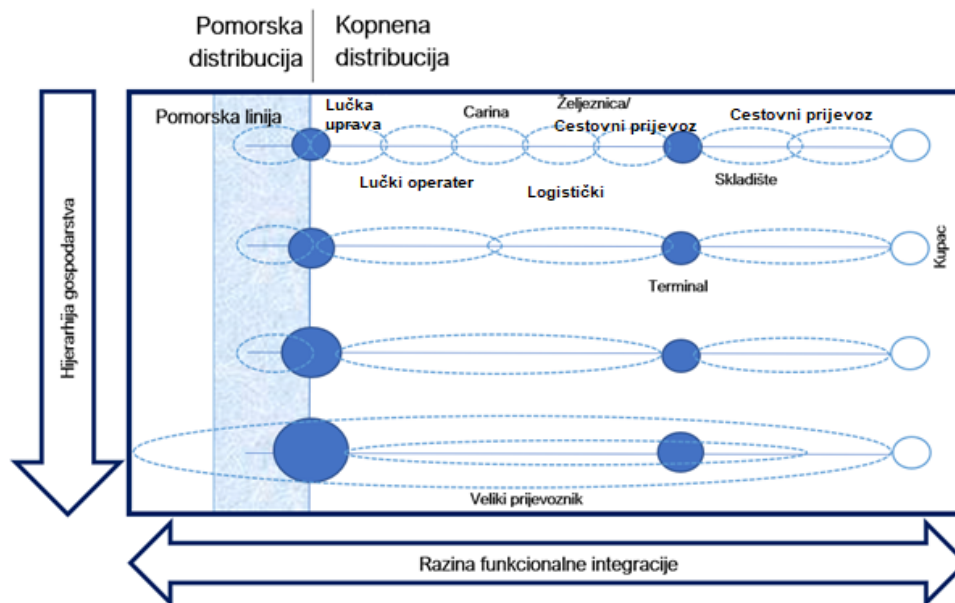 Pomorska
distribucija
Kopnena
distribucija
Pomorska linija
Lučka
uprava
Carina
Željeznica/
Cestovni prijevoz
Cestovni prijevoz
Lučki operater
Logistički
Skladište
Terminal
Kupac
Veliki prijevoznik
Hijerarhija gospodarstva
Razina funkcionalne integracije